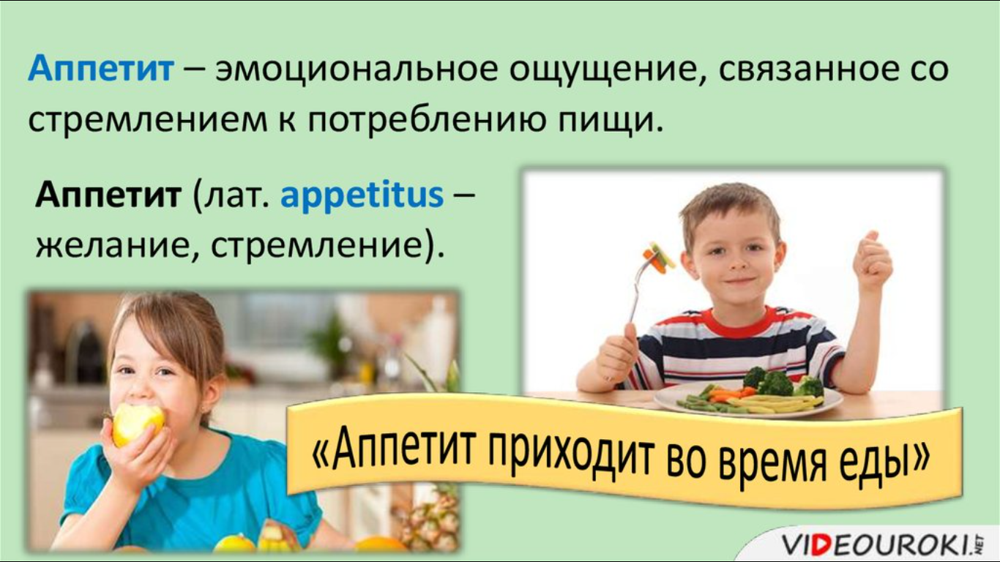 Аппетит – эмоциональное ощущение, связанное со
стремлением к потреблению пищи.
Аппетит (лат. appetitus –
желание, стремление).
«Аппетит приходит во время еды»
VIDEOUROKI.NET